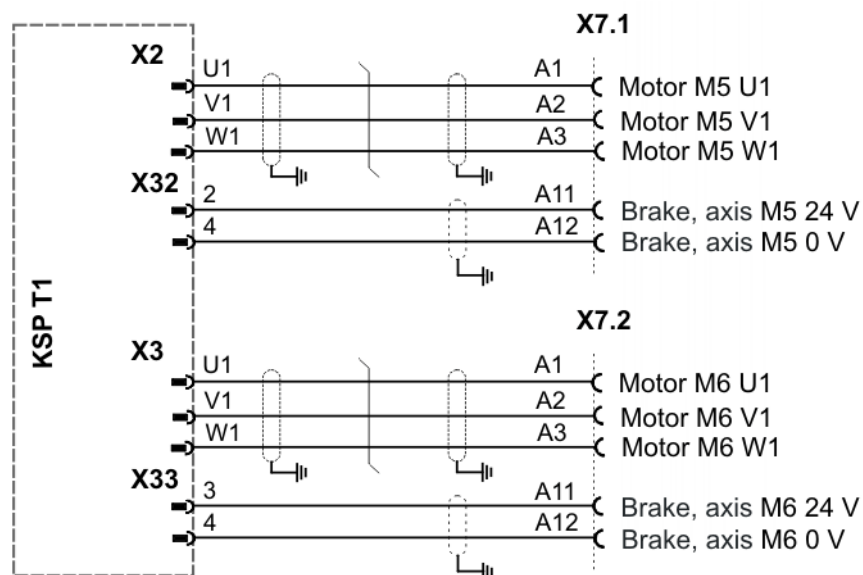 X7.1
X2
U1 A1 Motor M5 U1
V1 A2 Motor M5 V1
W1 A3 Motor M5 W1
X32
2 A11 Brake, axis M5 24 V
4 A12 Brake, axis M5 0 V
KSP T1
X7.2
X3
U1 A1 Motor M6 U1
V1 A2 Motor M6 V1
W1 A3 Motor M6 W1
X33
3 A11 Brake, axis M6 24 V
4 A12 Brake, axis M6 0 V